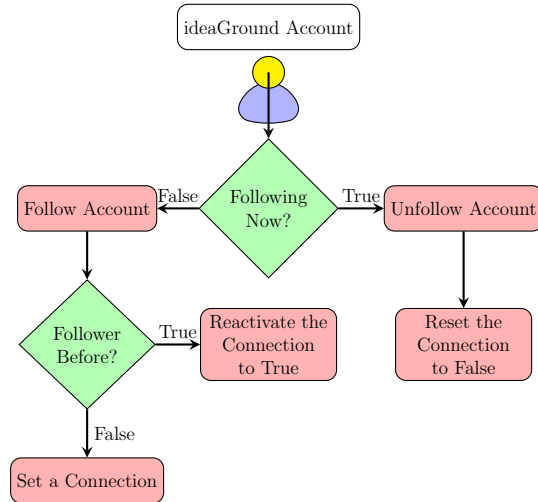 ideaGround Account
Following
Now?
False
True
Follow Account
Unfollow Account
Follower
Before?
True
Reactivate the
Connection
to True
Reset the
Connection
to False
False
Set a Connection